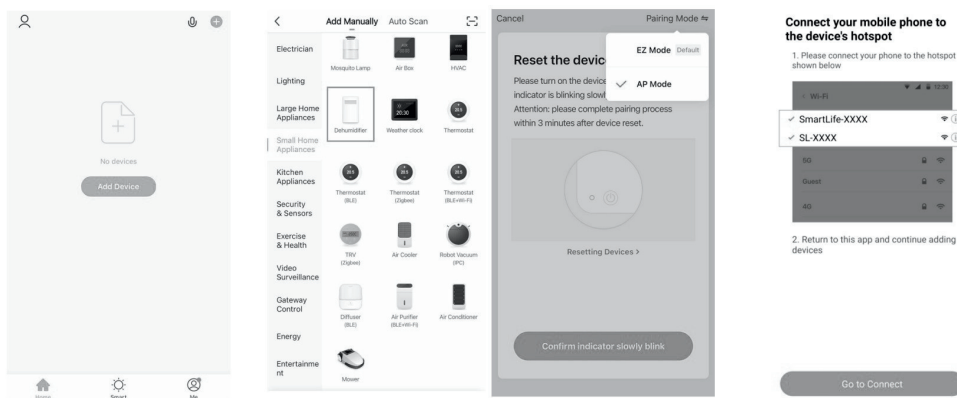 No devices
Add Device
Home
Smart
Me
Add Manually
Auto Scan
Electrician
Lighting
Large Home
Appliances
Small Home
Appliances
Kitchen
Appliances
Security
& Sensors
Exercise
& Health
Video
Surveillance
Gateway
Control
Energy
Entertainme
nt
Mosquito Lamp
Air Box
HVAC
20:30
Dehumidifier
Weather clock
Thermostat
Thermostat
(BLE)
Thermostat
(Zigbee)
Thermostat
(BLE+Wi-Fi)
TRV
(Zigbee)
Air Cooler
Robot Vacuum
(IPC)
Diffuser
(BLE)
Air Purifier
(BLE+Wi-Fi)
Air Conditioner
Mower
Cancel
Pairing Mode
EZ Mode Default
AP Mode
Reset the devic
Please turn on the device
indicator is blinking slowl
Attention: please complete pairing process
within 3 minutes after device reset.
Resetting Devices >
Confirm indicator slowly blink
Connect your mobile phone to
the device's hotspot
1. Please connect your phone to the hotspot
shown below
12:30
Wi-Fi
SmartLife-XXXX
SL-XXXX
5G
Guest
4G
2. Return to this app and continue adding
devices
Go to Connect